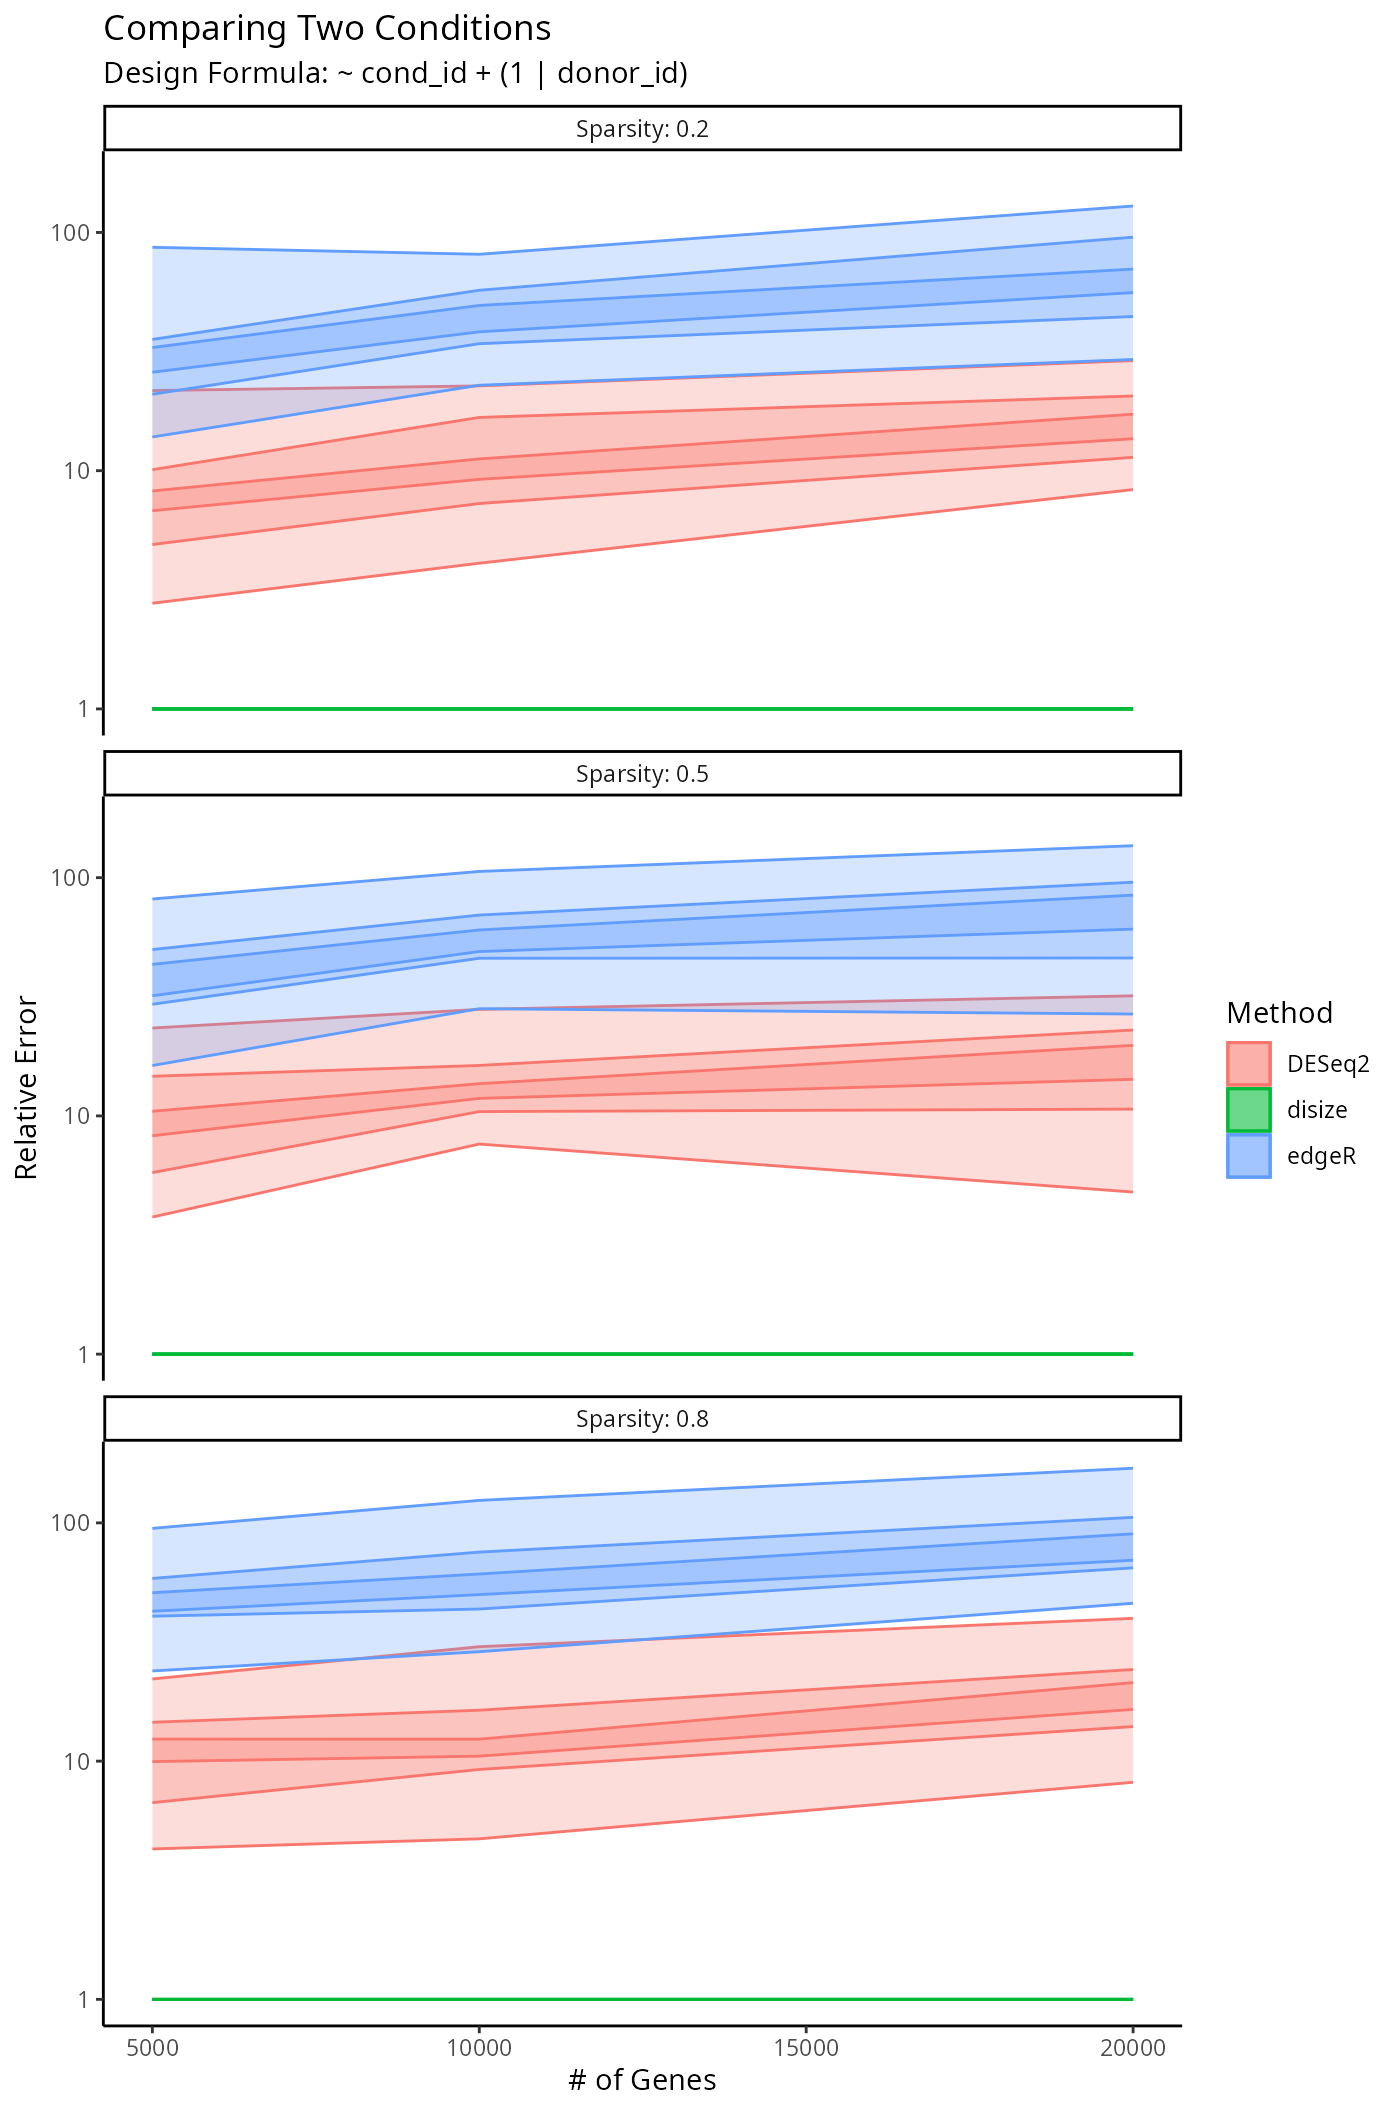 Comparing Two Conditions
Design Formula: ~ cond_id + (1 | donor_id)
Sparsity: 0.2
100
10
1
Sparsity: 0.5
100
10
1
Sparsity: 0.8
100
10
1
5000 10000 15000 20000
# of Genes
Relative Error
Method
DESeq2
disize
edgeR